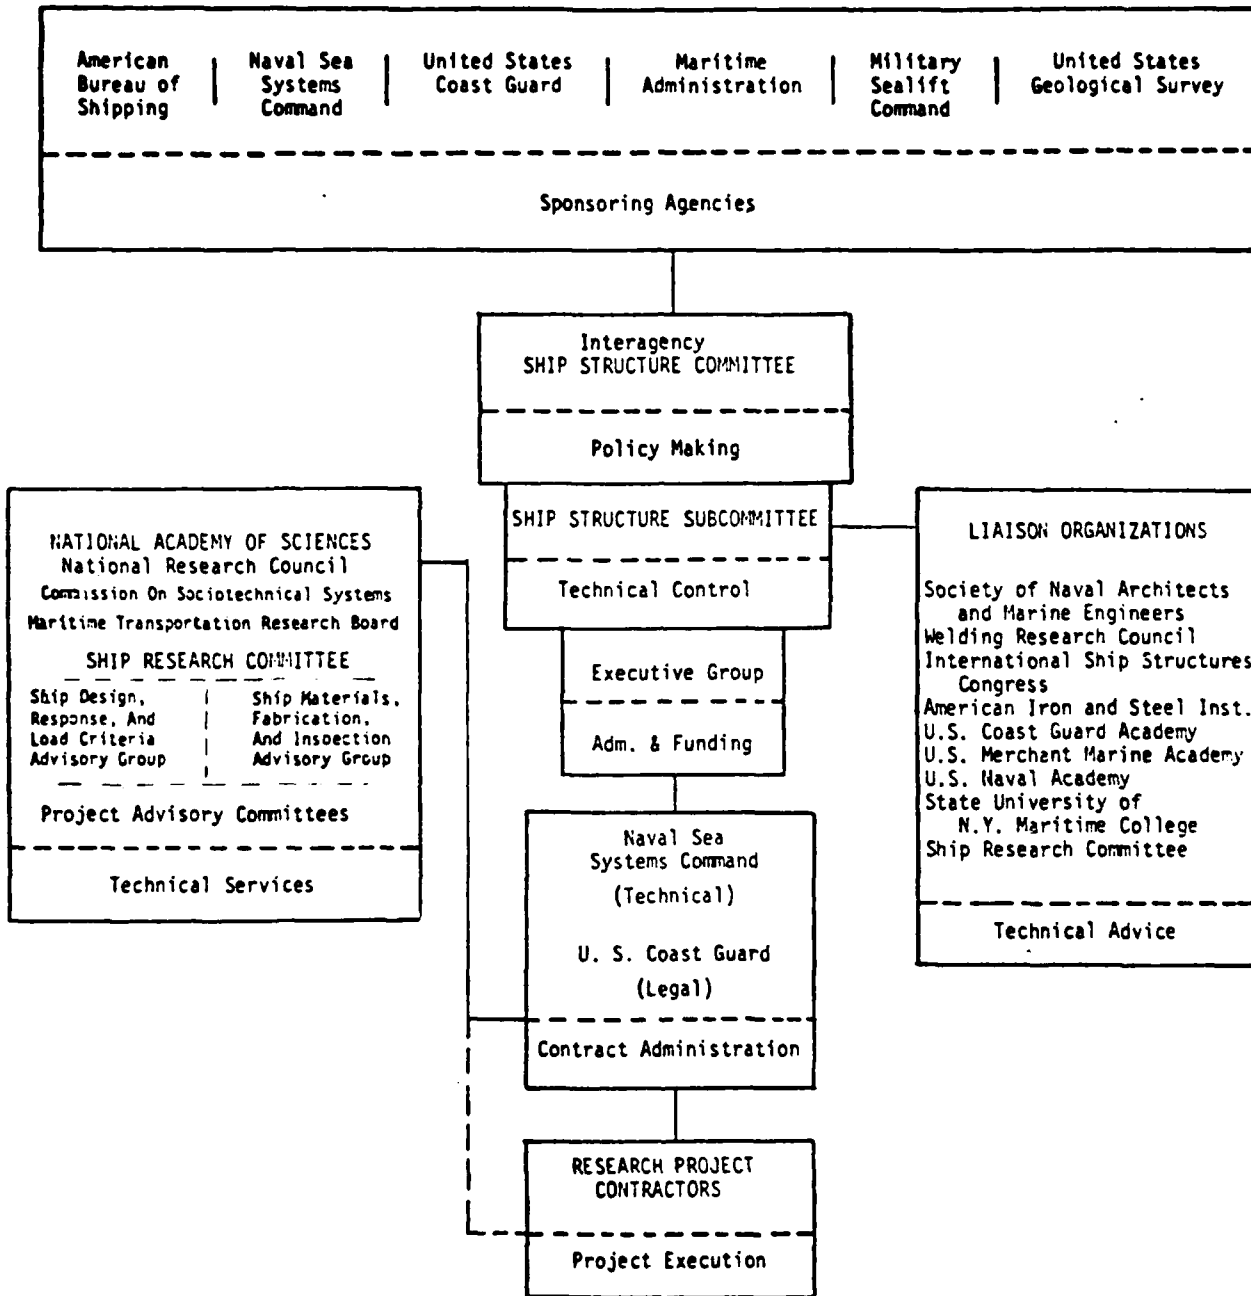 American Bureau of Shipping
Naval Sea Systems Command
United States Coast Guard
Maritime Administration
Military Sealift Command
United States Geological Survey
Sponsoring Agencies
Interagency
SHIP STRUCTURE COMMITTEE
Policy Making
SHIP STRUCTURE SUBCOMMITTEE
Technical Control
Executive Group
Adm. & Funding
NATIONAL ACADEMY OF SCIENCES
National Research Council
Commission On Sociotechnical Systems
Maritime Transportation Research Board
SHIP RESEARCH COMMITTEE
Ship Design,
Response, And
Load Criteria
Advisory Group
Ship Materials,
Fabrication,
And Inspection
Advisory Group
Project Advisory Committees
Technical Services
LIAISON ORGANIZATIONS
Society of Naval Architects
and Marine Engineers
Welding Research Council
International Ship Structures
Congress
American Iron and Steel Inst.
U.S. Coast Guard Academy
U.S. Merchant Marine Academy
U.S. Naval Academy
State University of
N.Y. Maritime College
Ship Research Committee
Technical Advice
Naval Sea
Systems Command
(Technical)
U. S. Coast Guard
(Legal)
Contract Administration
RESEARCH PROJECT
CONTRACTORS
Project Execution